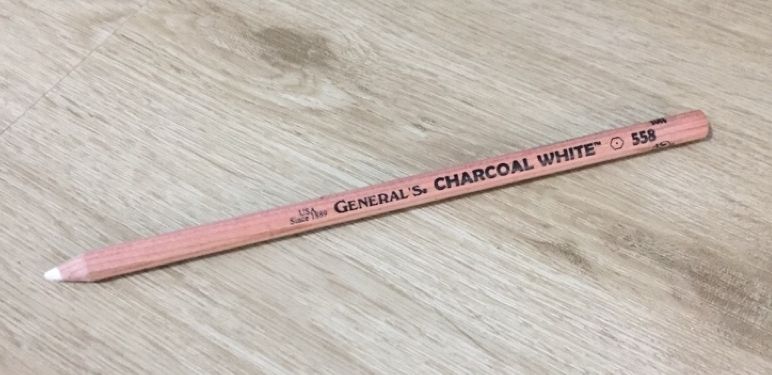 USA
Since 1889
GENERAL'S® CHARCOAL WHITE™ 558